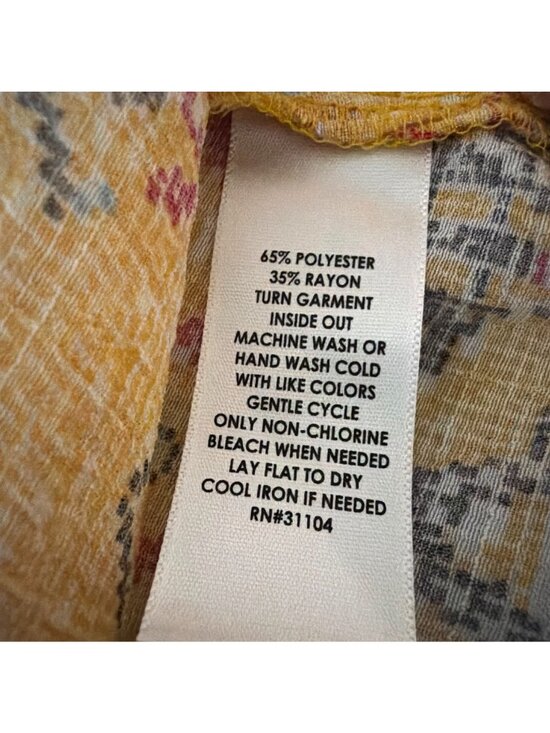 65% POLYESTER
35% RAYON
TURN GARMENT
INSIDE OUT
MACHINE WASH OR
HAND WASH COLD
WITH LIKE COLORS
GENTLE CYCLE
ONLY NON-CHLORINE
BLEACH WHEN NEEDED
LAY FLAT TO DRY
COOL IRON IF NEEDED
RN#31104